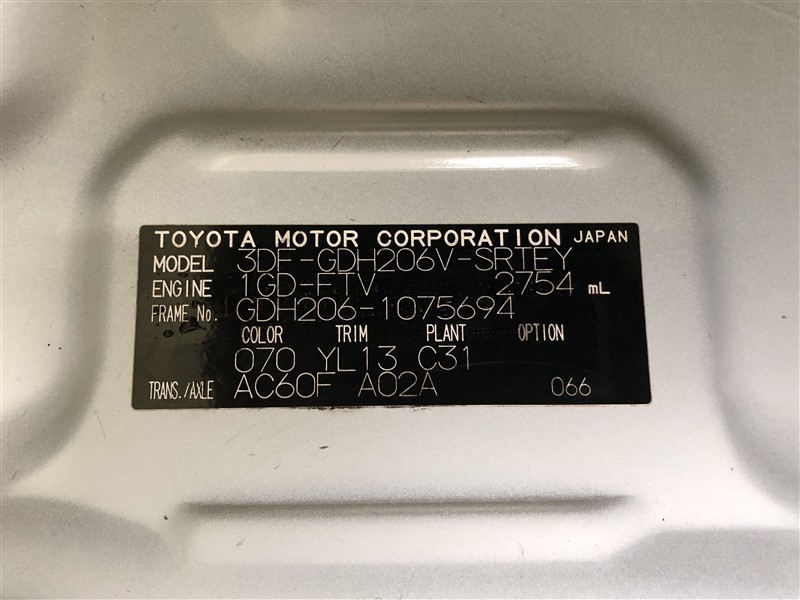 TOYOTA MOTOR CORPORATION JAPAN
MODEL 3DF-GDH206V-SRTEY
ENGINE 1GD-FTV 2754 mL
FRAME No. GDH206-1075694
COLOR TRIM PLANT OPTION
070 YL13 C31
TRANS./AXLE AC60F A02A 066